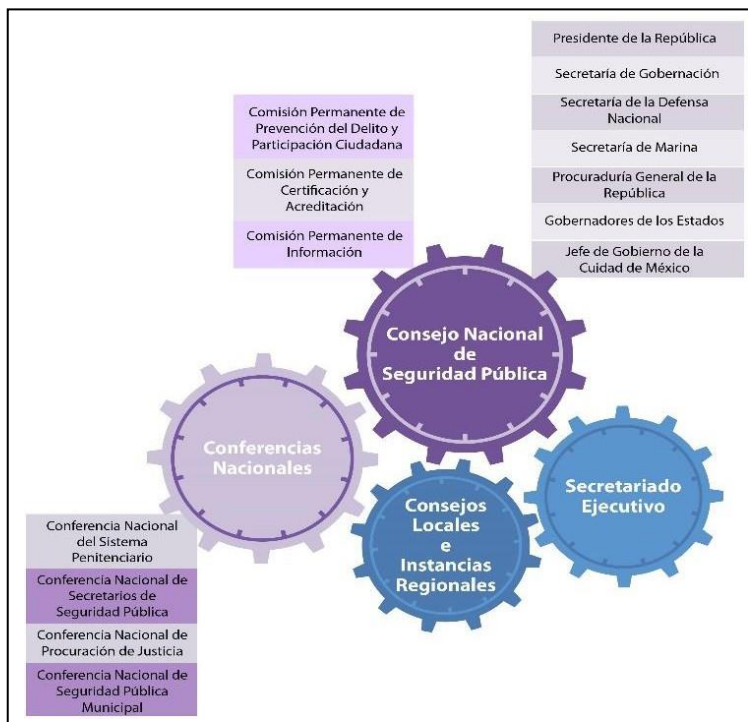 Presidente de la República
Secretaría de Gobernación
Secretaría de la Defensa
Nacional
Secretaría de Marina
Procuraduría General de la
República
Gobernadores de los Estados
Jefe de Gobierno de la
Cuidad de México
Comisión Permanente de
Prevención del Delito y
Participación Ciudadana
Comisión Permanente de
Certificación y
Acreditación
Comisión Permanente de
Información
Consejo Nacional
de
Seguridad Pública
Conferencias
Nacionales
Consejos
Locales
e
Instancias
Regionales
Secretariado
Ejecutivo
Conferencia Nacional
del Sistema
Penitenciario
Conferencia Nacional de
Secretarios de
Seguridad Pública
Conferencia Nacional de
Procuración de Justicia
Conferencia Nacional de
Seguridad Pública
Municipal